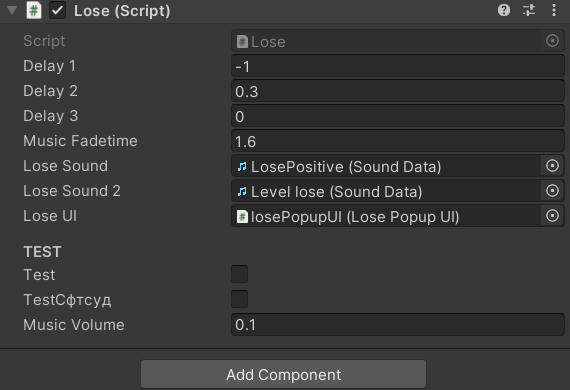 Lose (Script)
Script Lose
Delay 1 -1
Delay 2 0.3
Delay 3 0
Music Fadetime 1.6
Lose Sound LosePositive (Sound Data)
Lose Sound 2 Level lose (Sound Data)
Lose UI losePopupUI (Lose Popup UI)
TEST
Test
TestСфтсуд
Music Volume 0.1
Add Component